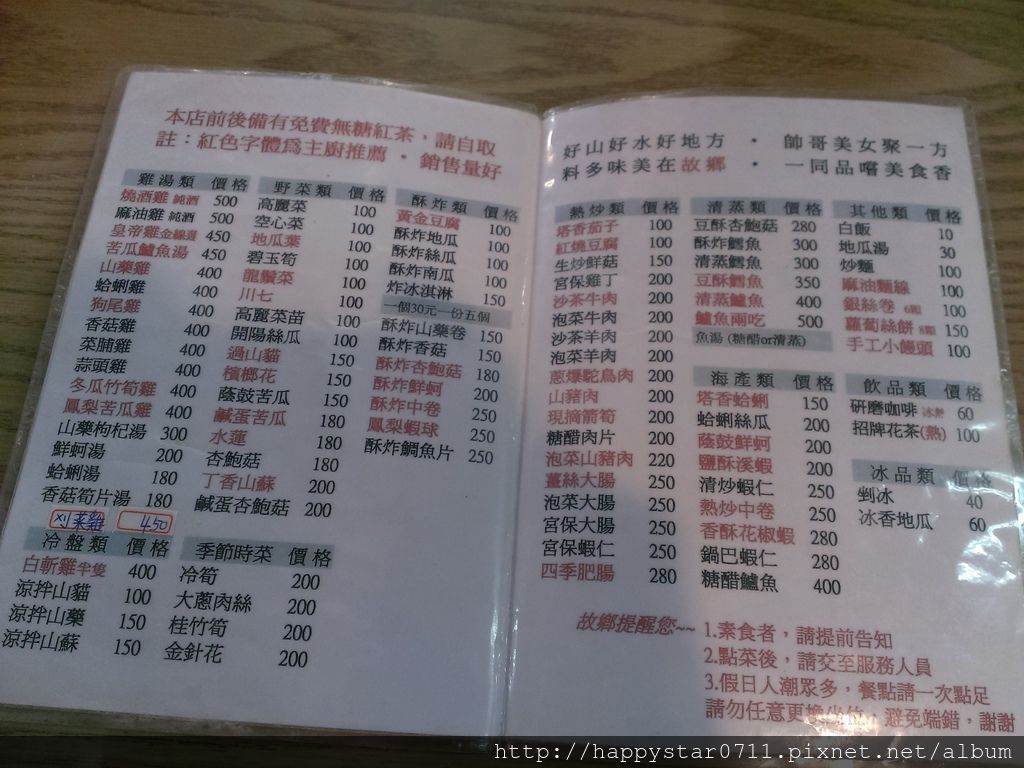 本店前後備有免費無糖紅茶，請自取
註：紅色字體為主廚推薦・銷售量好
雞湯類 價格
燒酒雞 純酒 500
麻油雞 純酒 500
皇帝雞金線蓮 450
苦瓜鱸魚湯 450
山藥雞 400
蛤蜊雞 400
狗尾雞 400
香菇雞 400
菜脯雞 400
蒜頭雞 400
冬瓜竹筍雞 400
鳳梨苦瓜雞 400
山藥枸杞湯 300
鮮蚵湯 200
蛤蜊湯 180
香菇筍片湯 180
刈菜雞 450
冷盤類 價格
白斬雞半隻 400
涼拌山貓 100
涼拌山藥 150
涼拌山蘇 150
野菜類 價格
高麗菜 100
空心菜 100
地瓜葉 100
碧玉筍 100
龍鬚菜 100
川七 100
高麗菜苗 100
開陽絲瓜 100
過山貓 150
檳榔花 150
蔭鼓苦瓜 150
鹹蛋苦瓜 180
水蓮 180
杏鮑菇 180
丁香山蘇 200
鹹蛋杏鮑菇 200
季節時菜 價格
冷筍 200
大蔥肉絲 200
桂竹筍 200
金針花 200
酥炸類 價格
黃金豆腐 100
酥炸地瓜 100
酥炸絲瓜 100
酥炸南瓜 100
炸冰淇淋 150
一個30元一份五個
酥炸山藥卷 150
酥炸香菇 150
酥炸杏鮑菇 180
酥炸鮮蚵 200
酥炸中卷 250
鳳梨蝦球 250
酥炸鯛魚片 250
好山好水好地方・帥哥美女聚一方
料多味美在故鄉・一同品嚐美食香
熱炒類 價格
塔香茄子 100
紅燒豆腐 100
生炒鮮菇 150
宮保雞丁 200
沙茶牛肉 200
泡菜牛肉 200
沙茶羊肉 200
泡菜羊肉 200
蔥爆鴕鳥肉 200
山豬肉 200
現摘箭筍 200
糖醋肉片 200
泡菜山豬肉 220
薑絲大腸 250
泡菜大腸 250
宮保大腸 250
宮保蝦仁 250
四季肥腸 280
清蒸類 價格
豆酥杏鮑菇 280
酥炸鱈魚 300
清蒸鱈魚 300
豆酥鱈魚 350
清蒸鱸魚 400
鱸魚兩吃 500
魚湯 (糖醋or清蒸)
海產類 價格
塔香蛤蜊 150
蛤蜊絲瓜 200
蔭鼓鮮蚵 200
鹽酥溪蝦 200
清炒蝦仁 250
熱炒中卷 250
香酥花椒蝦 280
鍋巴蝦仁 280
糖醋鱸魚 400
其他類 價格
白飯 10
地瓜湯 30
炒麵 100
麻油麵線 100
銀絲卷 6顆 100
蘿蔔絲餅 8顆 150
手工小饅頭 100
飲品類 價格
研磨咖啡 冰熱 60
招牌花茶(熱) 100
冰品類 價格
剉冰 40
冰香地瓜 60
故鄉提醒您~~ 1.素食者，請提前告知
2.點菜後，請交至服務人員
3.假日人潮眾多，餐點請一次點足
請勿任意更換坐位，避免端錯，謝謝
http://happystar0711.pixnet.net/album